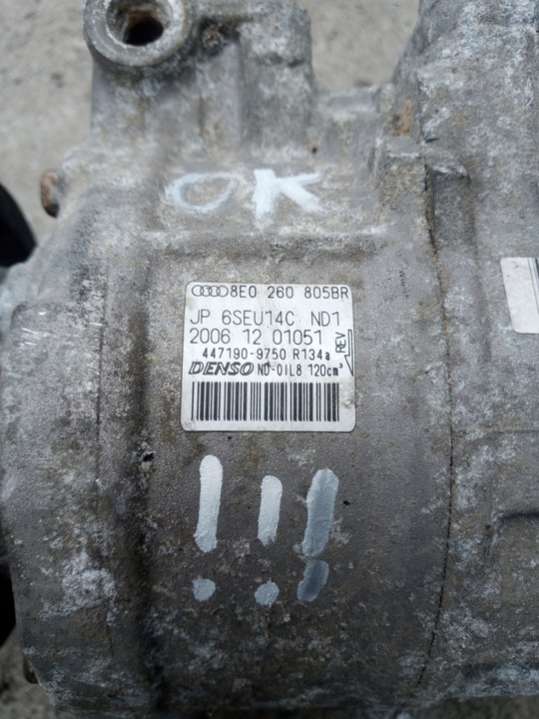 OK
8E0 260 805BR
JP 6SEU14C ND1
2006 12 01051
REV
447190-9750 R134a
DENSO ND-OIL8 120cm³
!!!